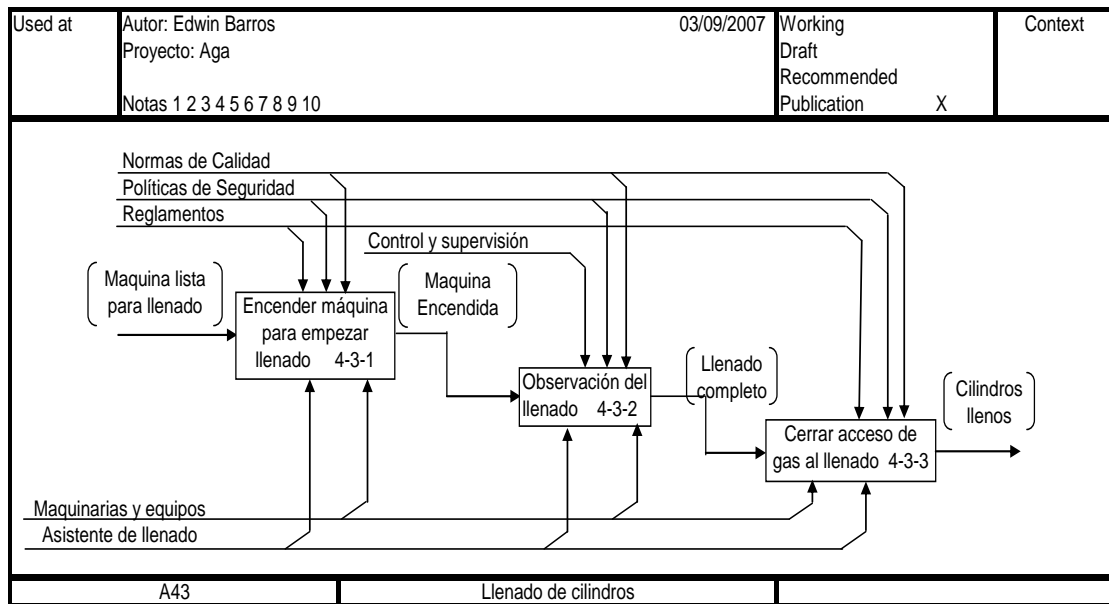 Used at
Autor: Edwin Barros 03/09/2007
Proyecto: Aga
Notas 1 2 3 4 5 6 7 8 9 10
Working
Draft
Recommended
Publication X
Context
Normas de Calidad
Políticas de Seguridad
Reglamentos
Control y supervisión
Maquina lista
para llenado
Encender máquina
para empezar
llenado 4-3-1
Maquina
Encendida
Observación del
llenado 4-3-2
Llenado
completo
Cerrar acceso de
gas al llenado 4-3-3
Cilindros
llenos
Maquinarias y equipos
Asistente de llenado
A43
Llenado de cilindros